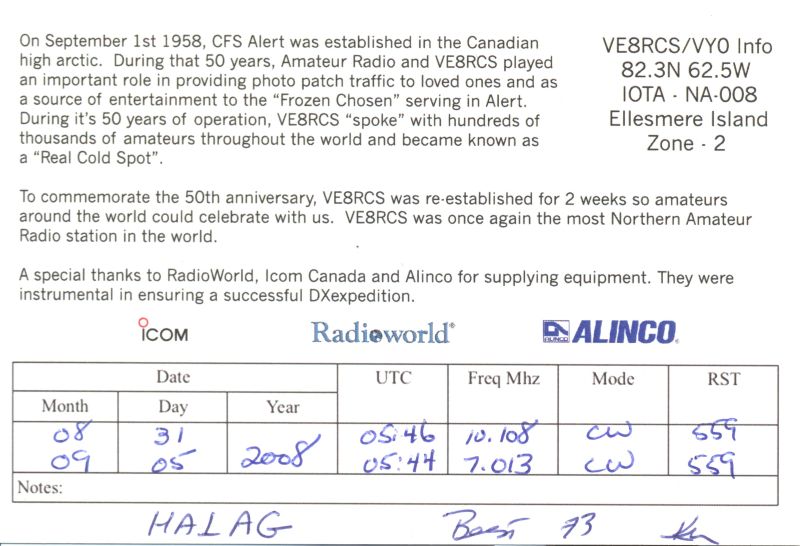 On September 1st 1958, CFS Alert was established in the Canadian
high arctic. During that 50 years, Amateur Radio and VE8RCS played
an important role in providing photo patch traffic to loved ones and as
a source of entertainment to the “Frozen Chosen” serving in Alert.
During it's 50 years of operation, VE8RCS “spoke” with hundreds of
thousands of amateurs throughout the world and became known as
a “Real Cold Spot”.
VE8RCS/VY0 Info
82.3N 62.5W
IOTA - NA-008
Ellesmere Island
Zone - 2
To commemorate the 50th anniversary, VE8RCS was re-established for 2 weeks so amateurs
around the world could celebrate with us. VE8RCS was once again the most Northern Amateur
Radio station in the world.
A special thanks to RadioWorld, Icom Canada and Alinco for supplying equipment. They were
instrumental in ensuring a successful DXexpedition.
ICOM Radioworld® ALINCO ALINCO®
Date UTC Freq Mhz Mode RST
Month Day Year
08 31 05:46 10.108 CW 559
09 05 2008 05:44 7.013 CW 559
Notes:
HA1AG Best 73 Ken